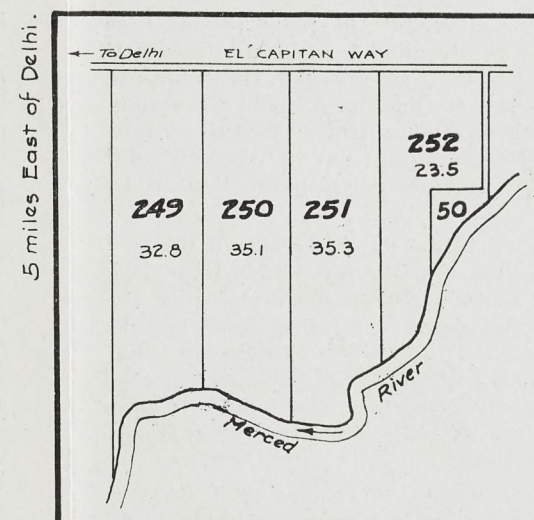 5 miles East of Delhi.
To Delhi
EL CAPITAN WAY
252
23.5
249
250
251
50
32.8
35.1
35.3
River
Merced